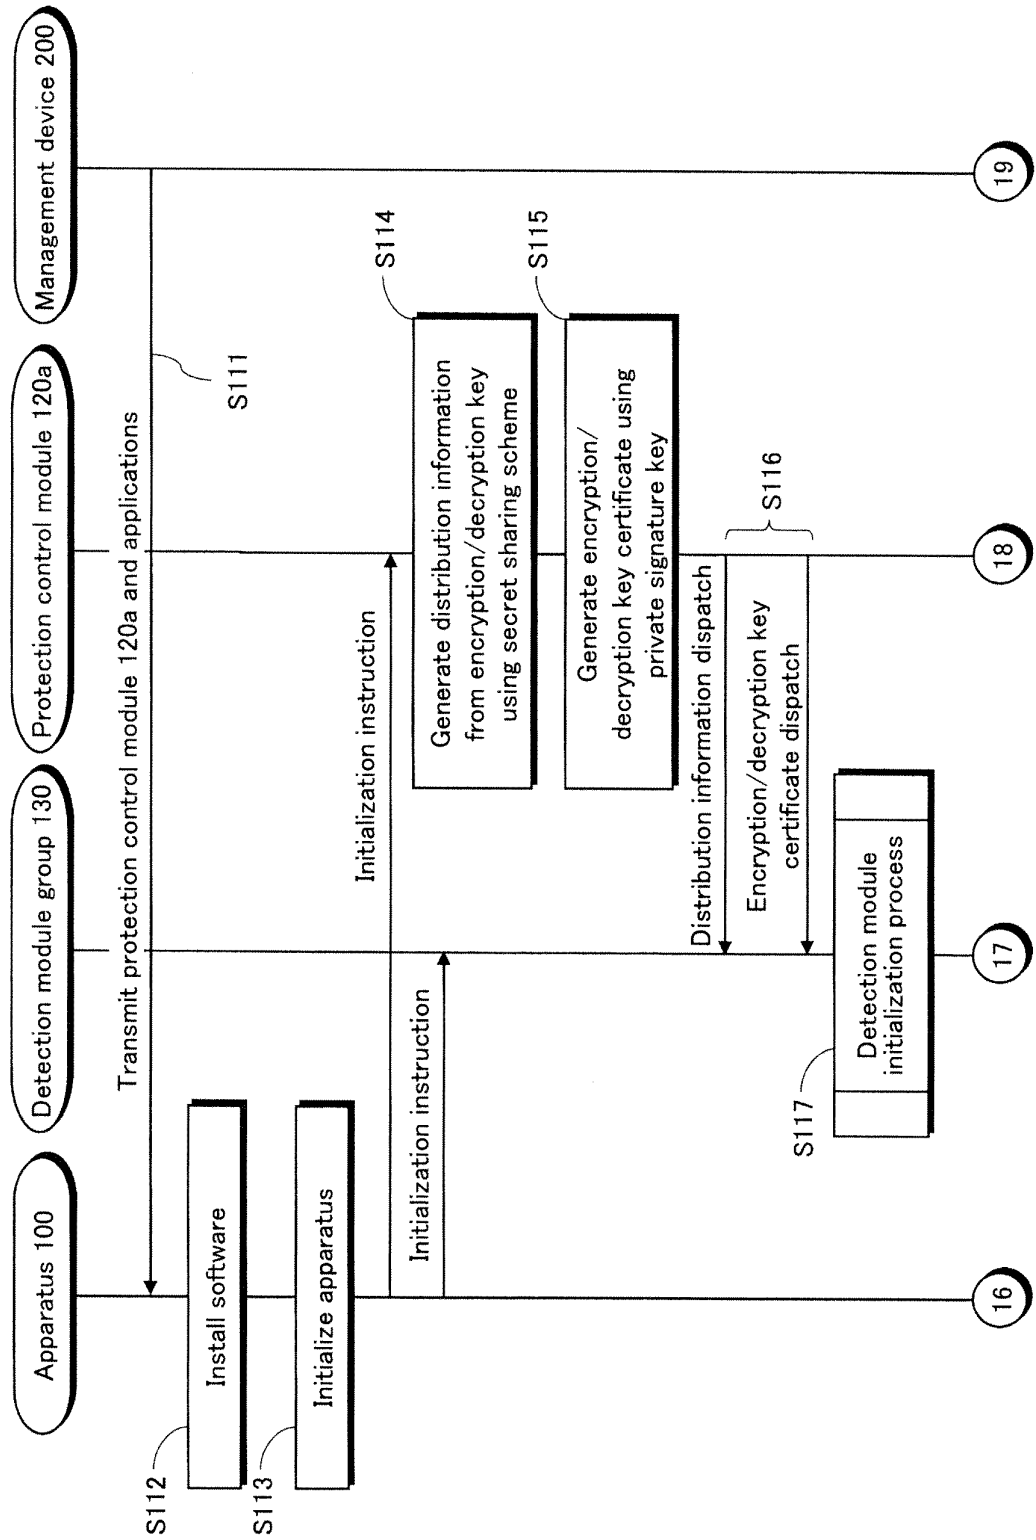 Apparatus 100
Detection module group 130
Protection control module 120a
Management device 200
Transmit protection control module 120a and applications
S111
S112
Install software
S113
Initialize apparatus
Initialization instruction
Initialization instruction
S114
Generate distribution information
from encryption/decryption key
using secret sharing scheme
S115
Generate encryption/
decryption key certificate using
private signature key
Distribution information dispatch
Encryption/decryption key
certificate dispatch
S116
S117
Detection module
initialization process
16
17
18
19